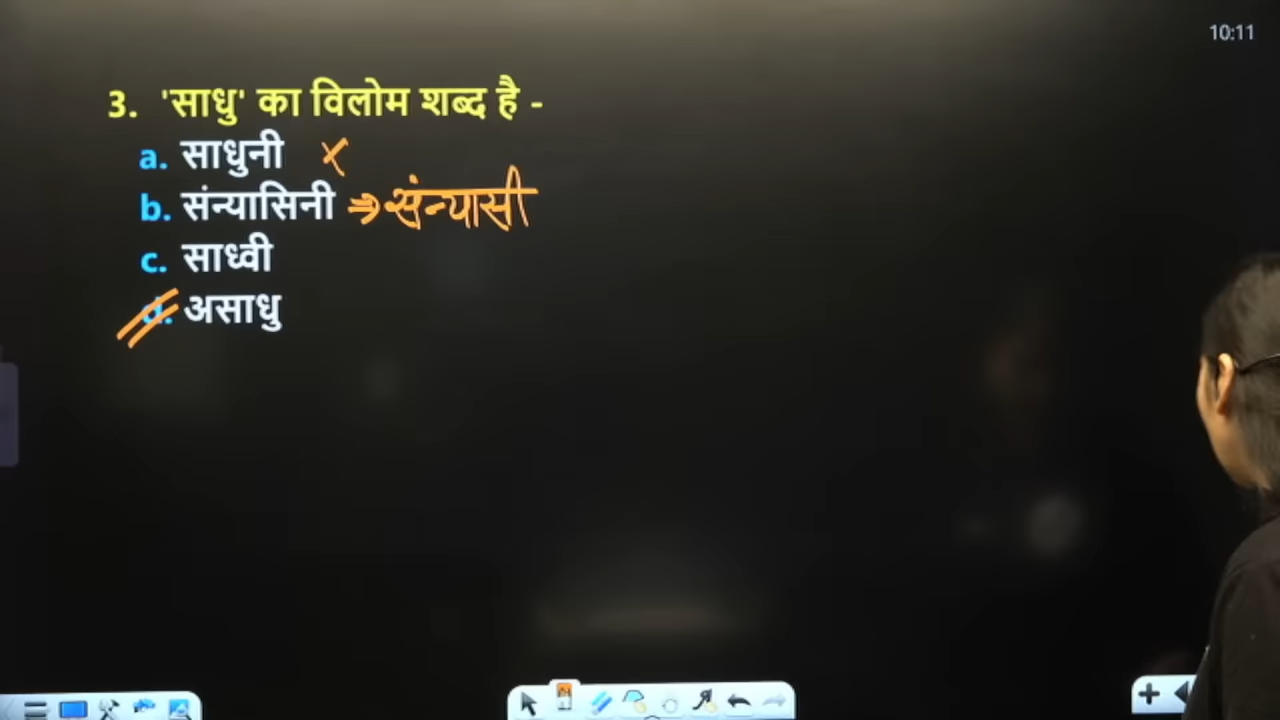 10:11
3. 'साधु' का विलोम शब्द है -
a. साधुनी x
b. संन्यासिनी ⇒ संन्यासी
c. साध्वी
d. असाधु